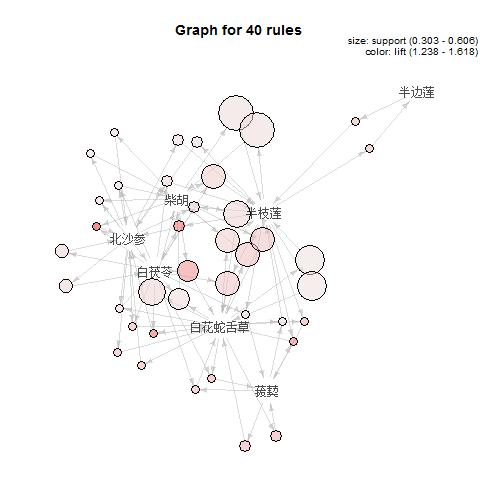 Graph for 40 rules
size: support (0.303 - 0.606)
color: lift (1.238 - 1.618)
半边莲
柴胡
半枝莲
北沙参
白茯苓
白花蛇舌草
菝葜